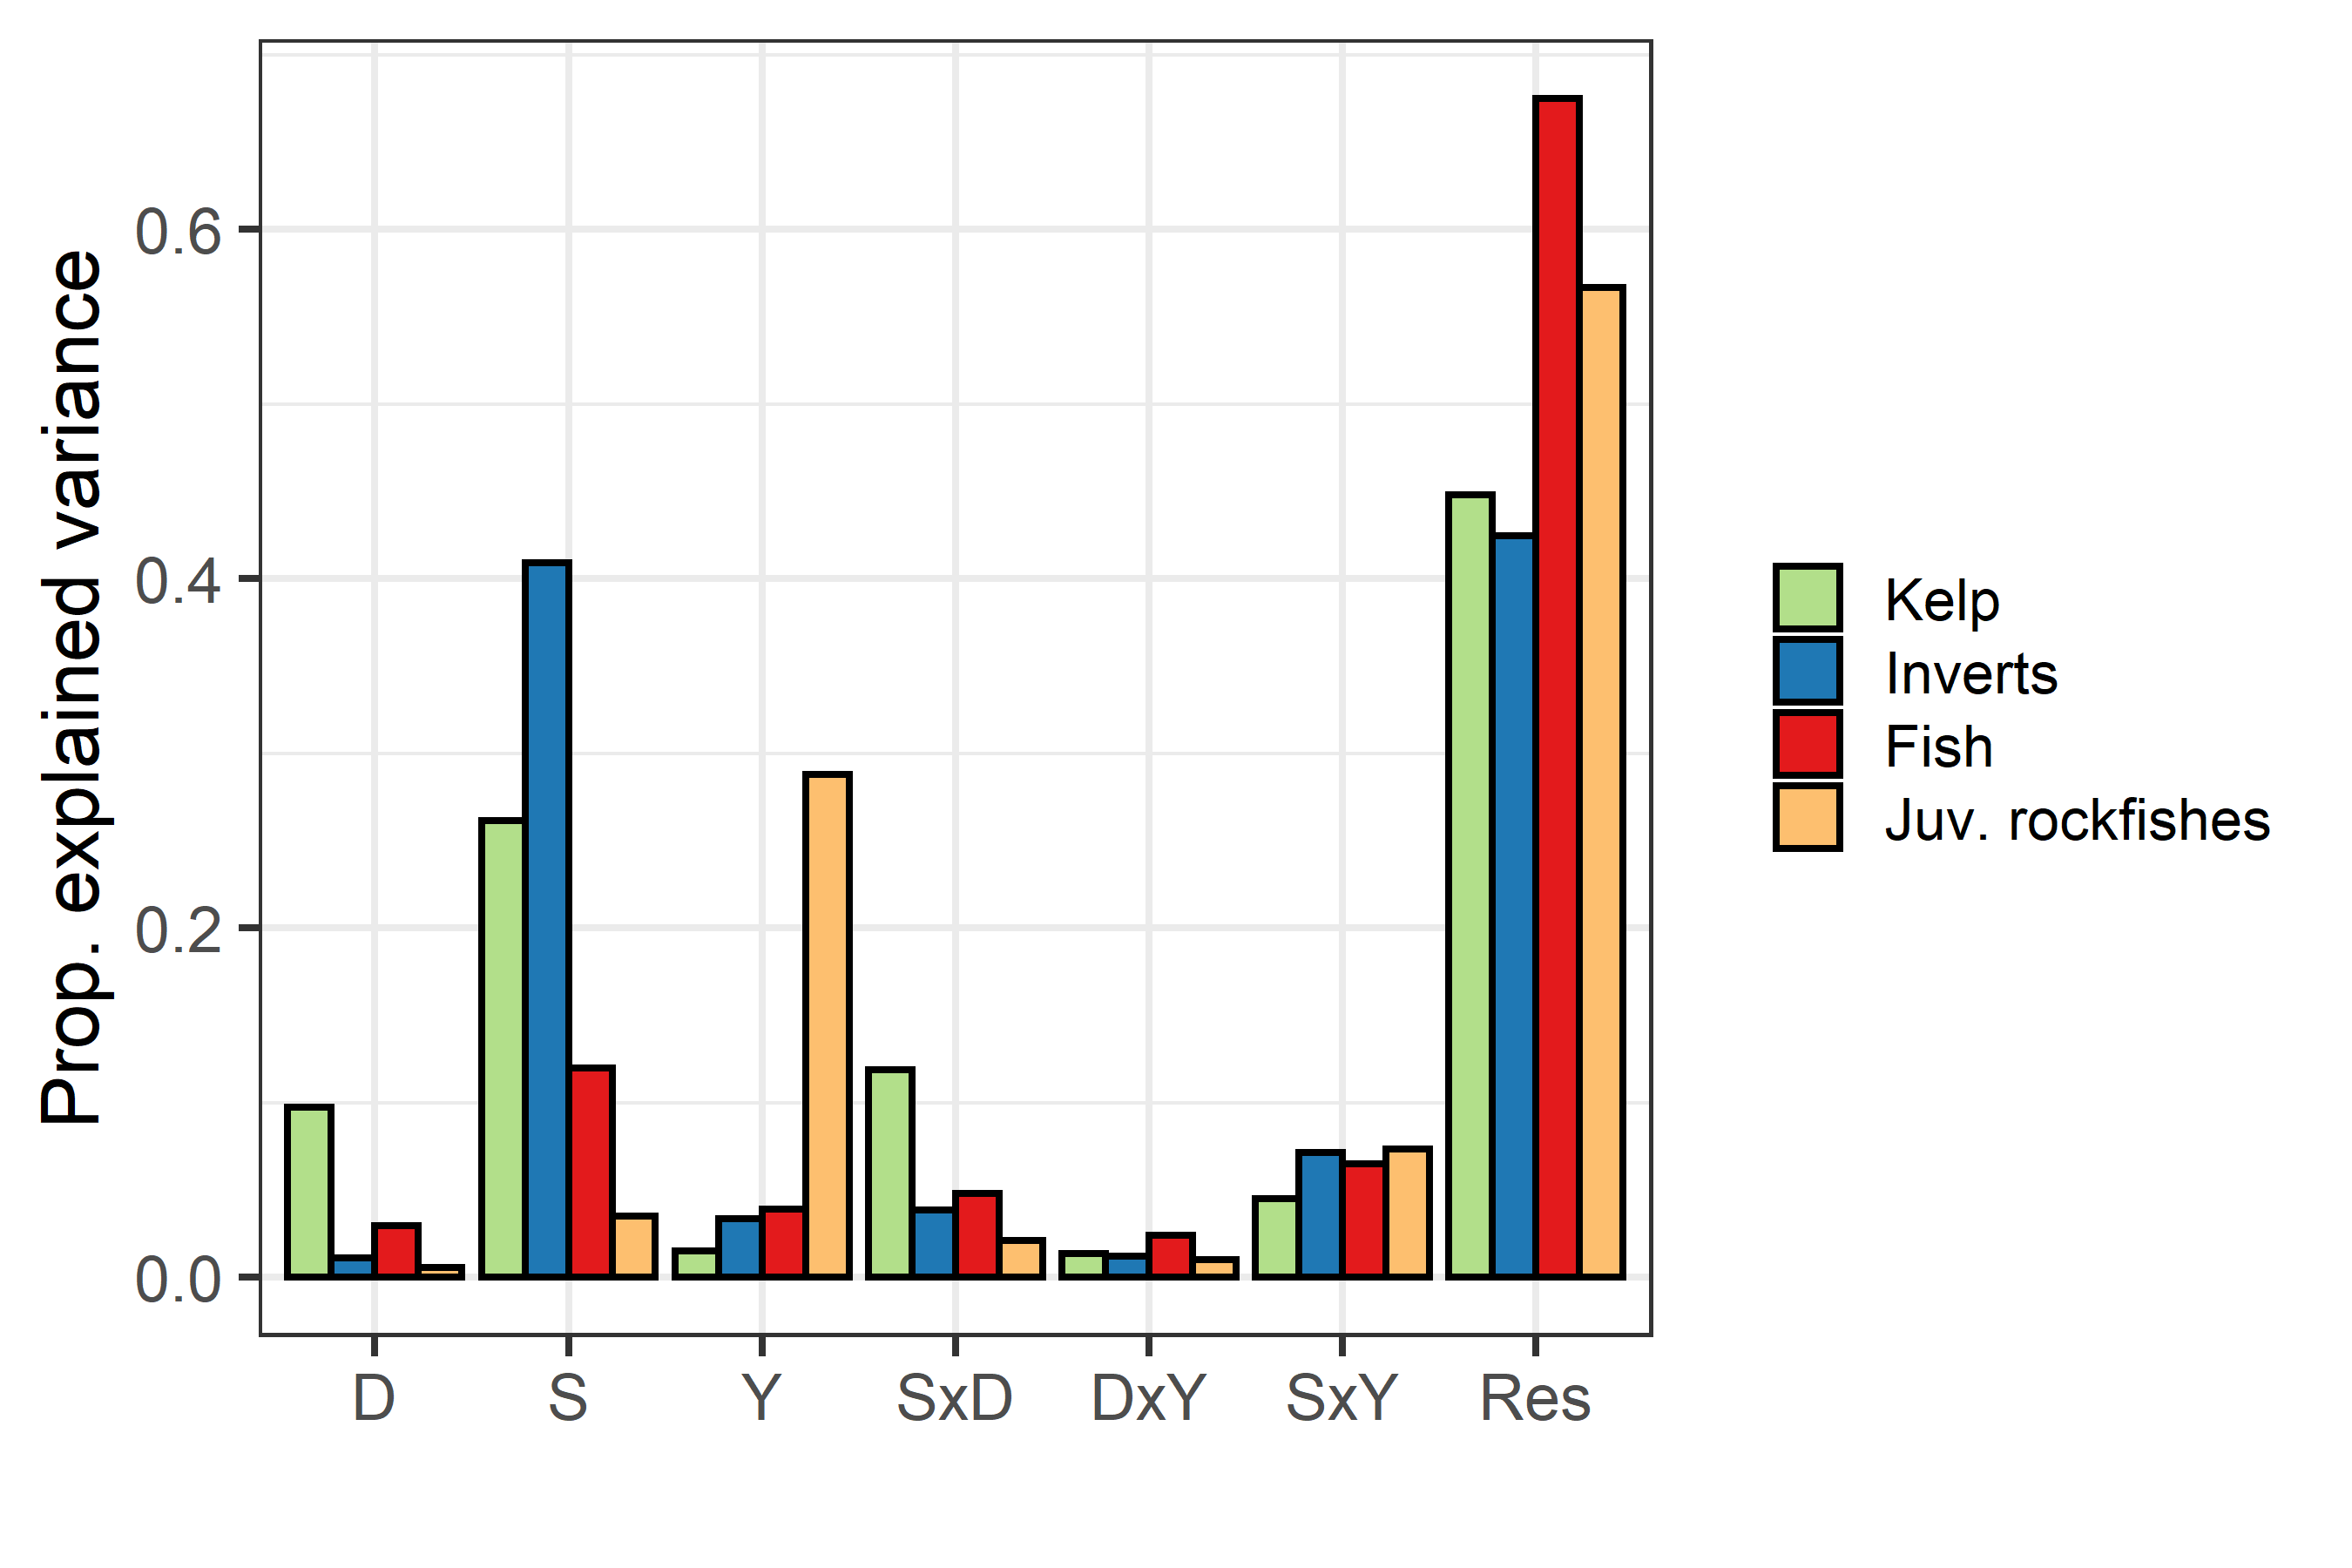 Prop. explained variance
0.6
0.4
0.2
0.0
D S Y SxD DxY SxY Res
Kelp
Inverts
Fish
Juv. rockfishes